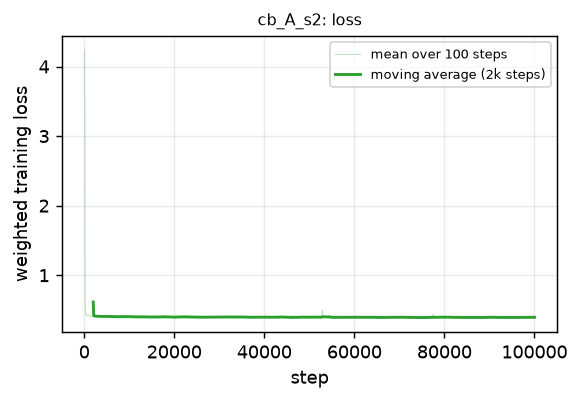 cb_A_s2: loss
mean over 100 steps
moving average (2k steps)
weighted training loss
4
3
2
1
0 20000 40000 60000 80000 100000
step